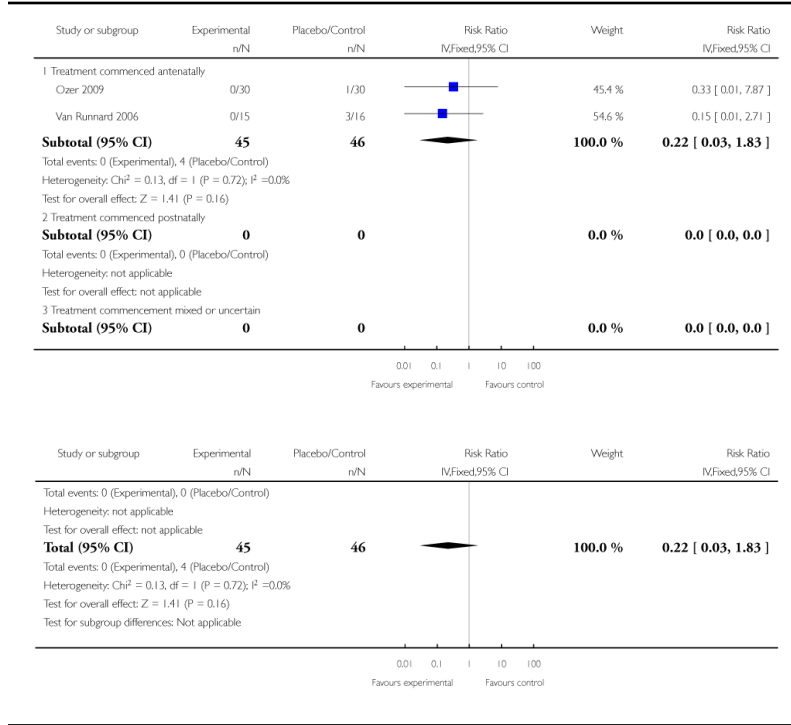 Study or subgroup Experimental Placebo/Control Risk Ratio Weight Risk Ratio
n/N n/N IV,Fixed,95% CI IV,Fixed,95% CI
1 Treatment commenced antenatally
Ozer 2009 0/30 1/30 45.4 % 0.33 [ 0.01, 7.87 ]
Van Runnard 2006 0/15 3/16 54.6 % 0.15 [ 0.01, 2.71 ]
Subtotal (95% CI) 45 46 100.0 % 0.22 [ 0.03, 1.83 ]
Total events: 0 (Experimental), 4 (Placebo/Control)
Heterogeneity: Chi² = 0.13, df = 1 (P = 0.72); I² =0.0%
Test for overall effect: Z = 1.41 (P = 0.16)
2 Treatment commenced postnatally
Subtotal (95% CI) 0 0 0.0 % 0.0 [ 0.0, 0.0 ]
Total events: 0 (Experimental), 0 (Placebo/Control)
Heterogeneity: not applicable
Test for overall effect: not applicable
3 Treatment commencement mixed or uncertain
Subtotal (95% CI) 0 0 0.0 % 0.0 [ 0.0, 0.0 ]
0.01 0.1 1 10 100
Favours experimental Favours control
Study or subgroup Experimental Placebo/Control Risk Ratio Weight Risk Ratio
n/N n/N IV,Fixed,95% CI IV,Fixed,95% CI
Total events: 0 (Experimental), 0 (Placebo/Control)
Heterogeneity: not applicable
Test for overall effect: not applicable
Total (95% CI) 45 46 100.0 % 0.22 [ 0.03, 1.83 ]
Total events: 0 (Experimental), 4 (Placebo/Control)
Heterogeneity: Chi² = 0.13, df = 1 (P = 0.72); I² =0.0%
Test for overall effect: Z = 1.41 (P = 0.16)
Test for subgroup differences: Not applicable
0.01 0.1 1 10 100
Favours experimental Favours control